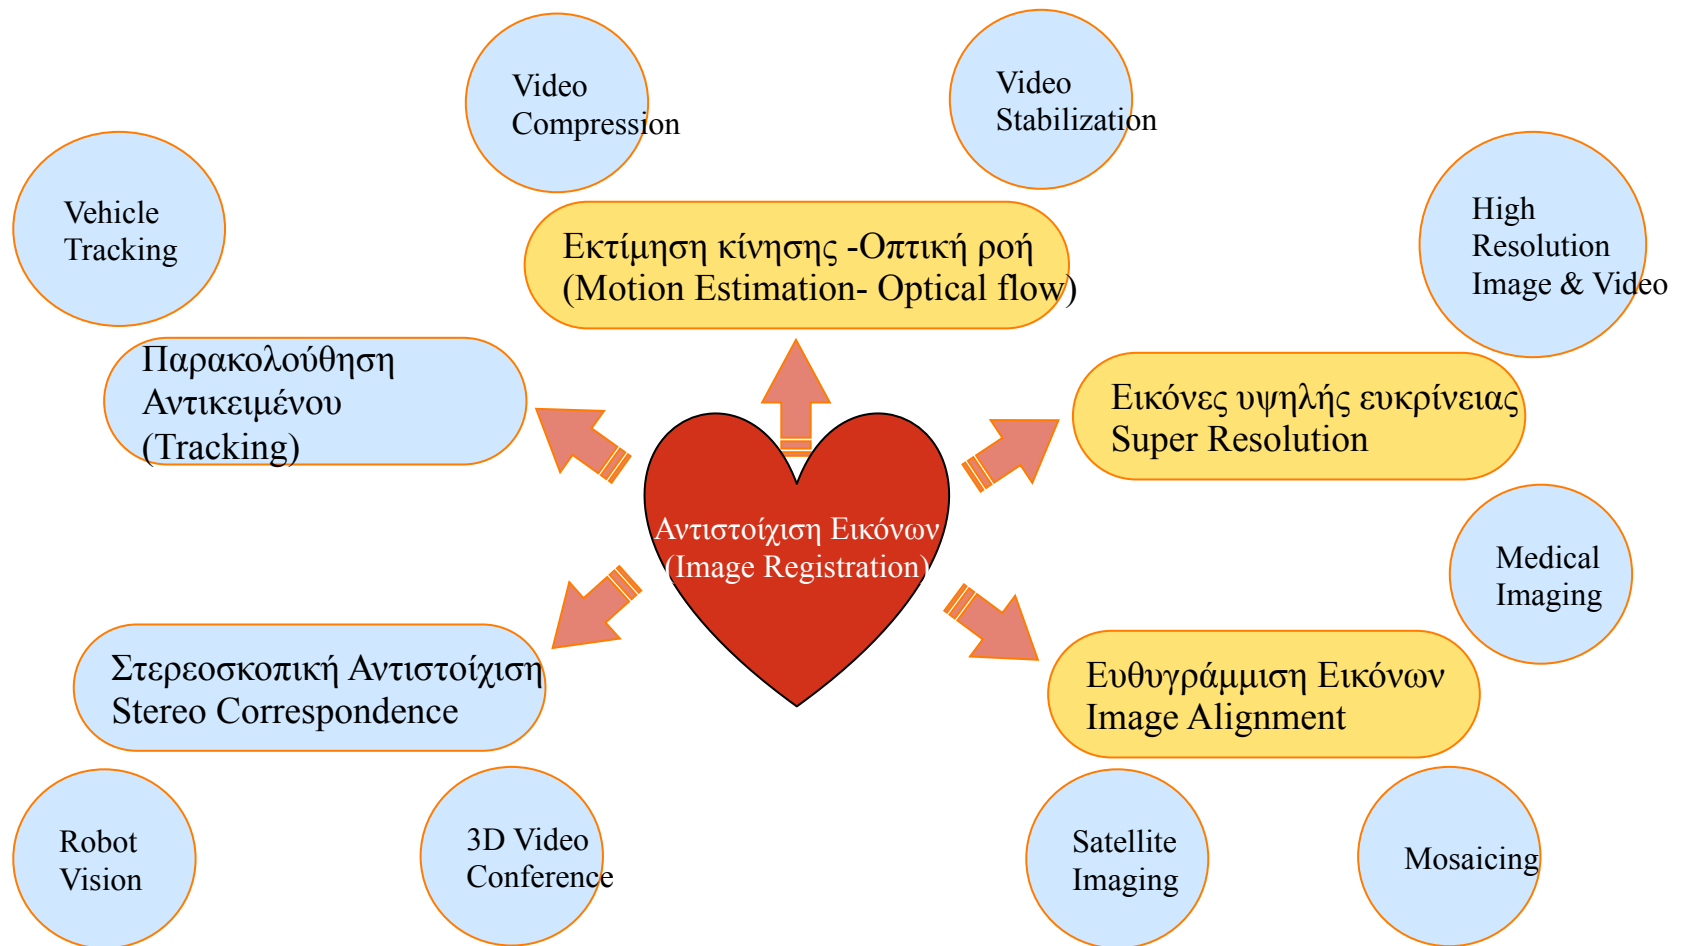 Video
Compression
Video
Stabilization
Vehicle
Tracking
High
Resolution
Image & Video
Εκτίμηση κίνησης -Οπτική ροή
(Motion Estimation- Optical flow)
Παρακολούθηση
Αντικειμένου
(Tracking)
Εικόνες υψηλής ευκρίνειας
Super Resolution
Αντιστοίχιση Εικόνων
(Image Registration)
Medical
Imaging
Στερεοσκοπική Αντιστοίχιση
Stereo Correspondence
Ευθυγράμμιση Εικόνων
Image Alignment
Robot
Vision
3D Video
Conference
Satellite
Imaging
Mosaicing